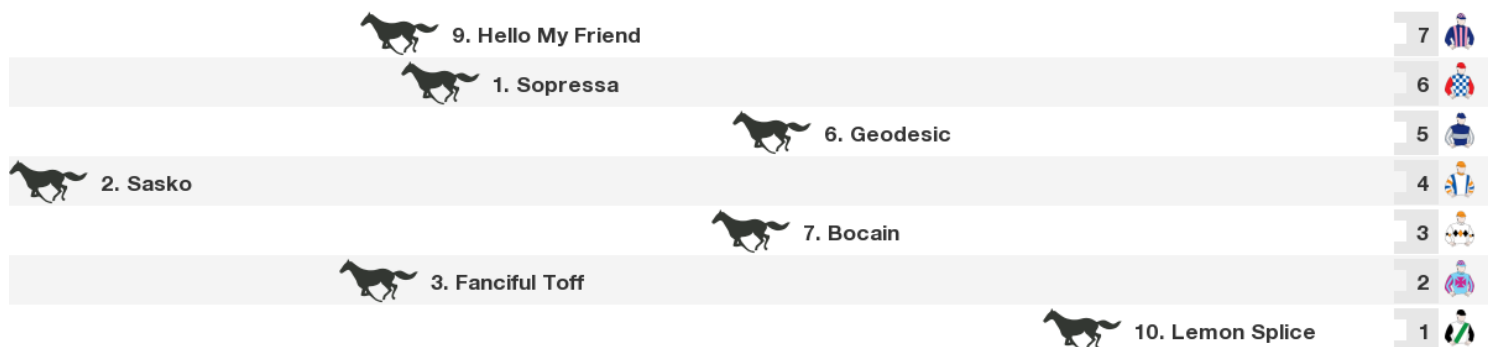 9. Hello My Friend 7
1. Sopressa 6
6. Geodesic 5
2. Sasko 4
7. Bocain 3
3. Fanciful Toff 2
10. Lemon Splice 1